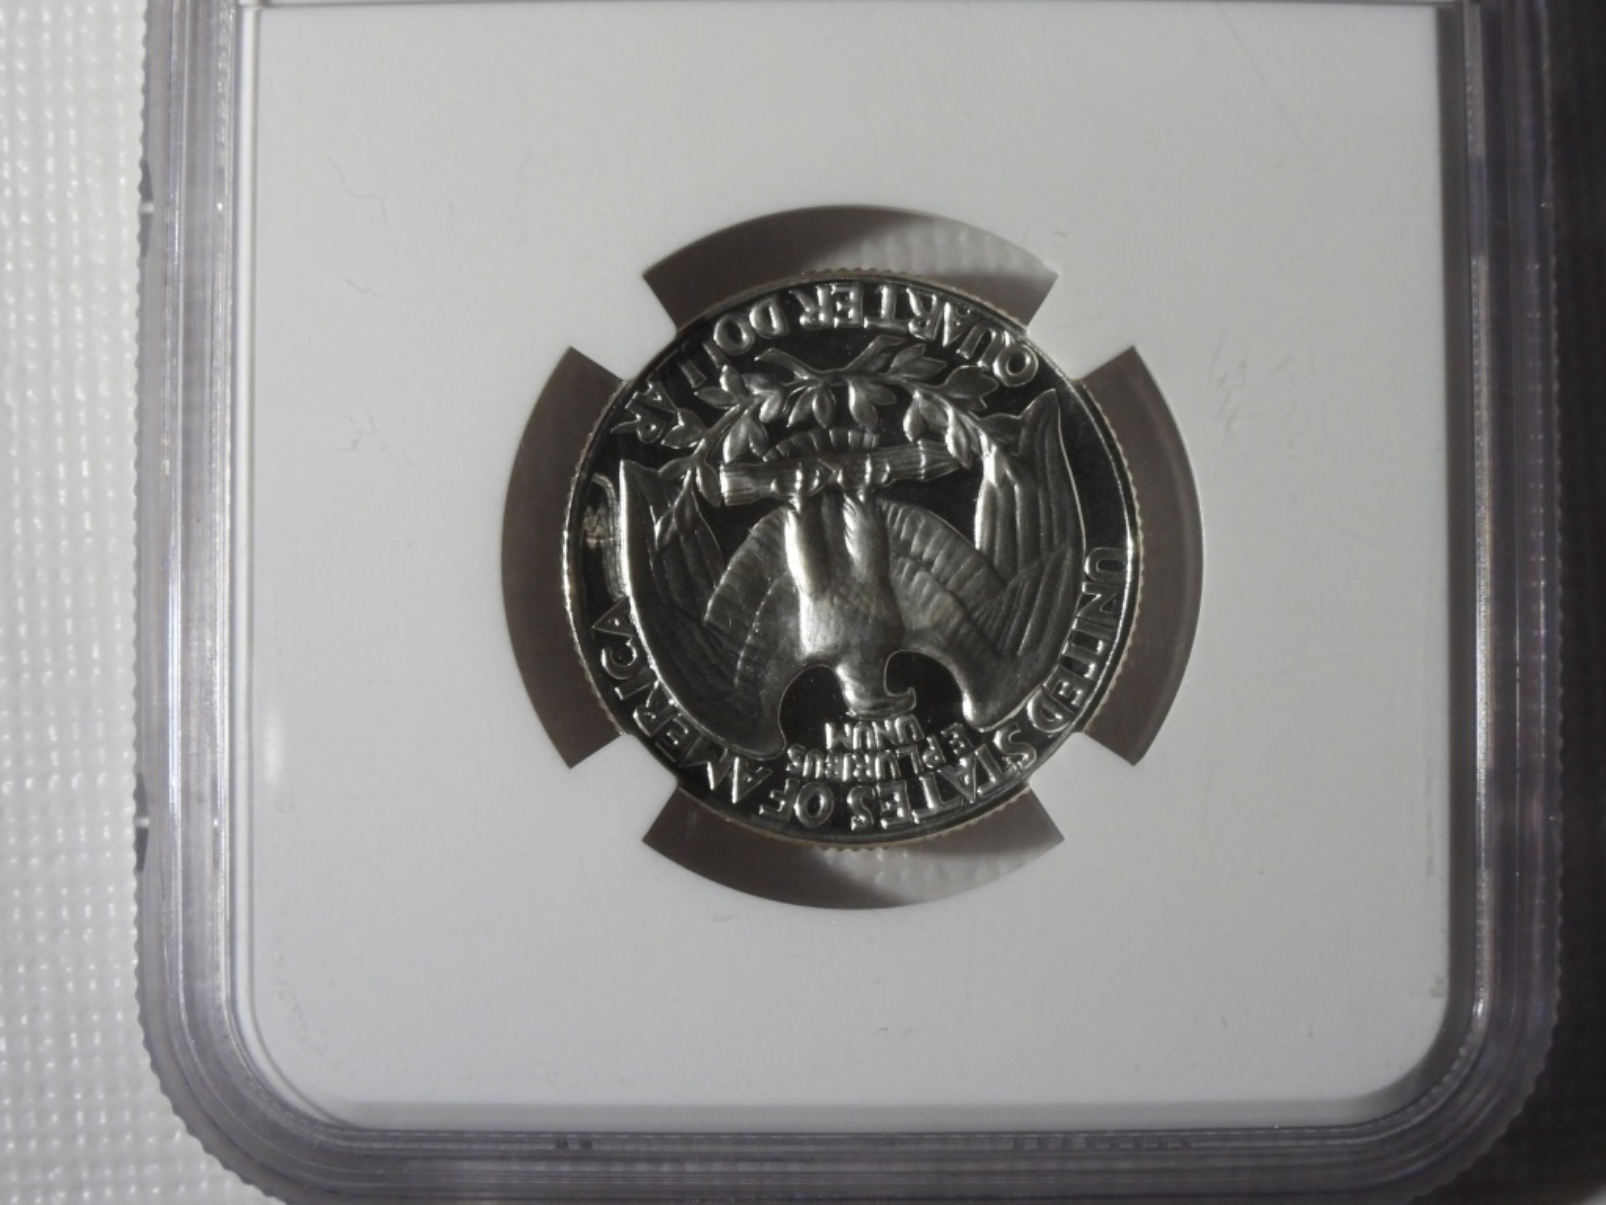 UNITED STATES OF AMERICA
E PLURIBUS
UNUM
QUARTER DOLLAR